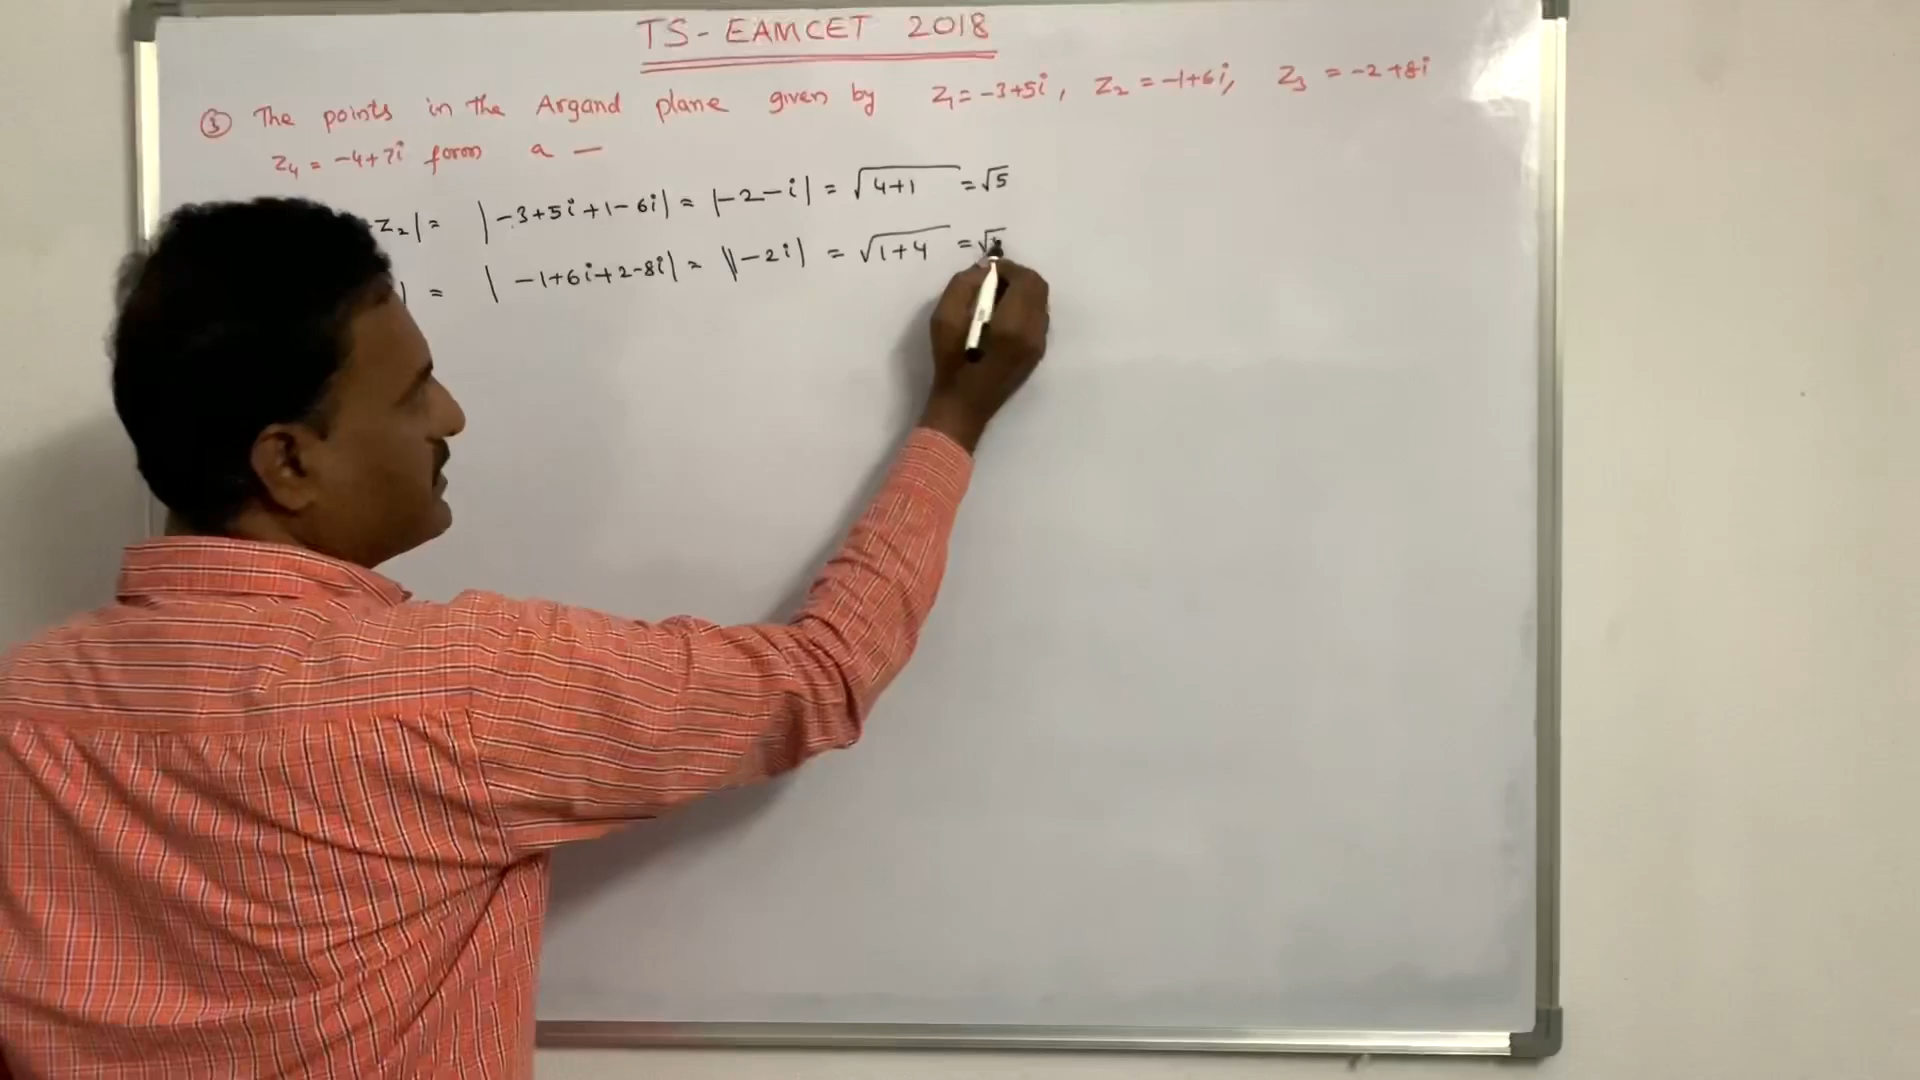 TS-EAMCET 2018
③ The points in the Argand plane given by Z₁ = -3+5i, Z₂ = -1+6i, Z₃ = -2+8i
Z₄ = -4+7i form a —
Z₂| = |-3+5i+1-6i| = |-2-i| = √4+1 = √5
| = |-1+6i+2-8i| = |1-2i| = √1+4 = √